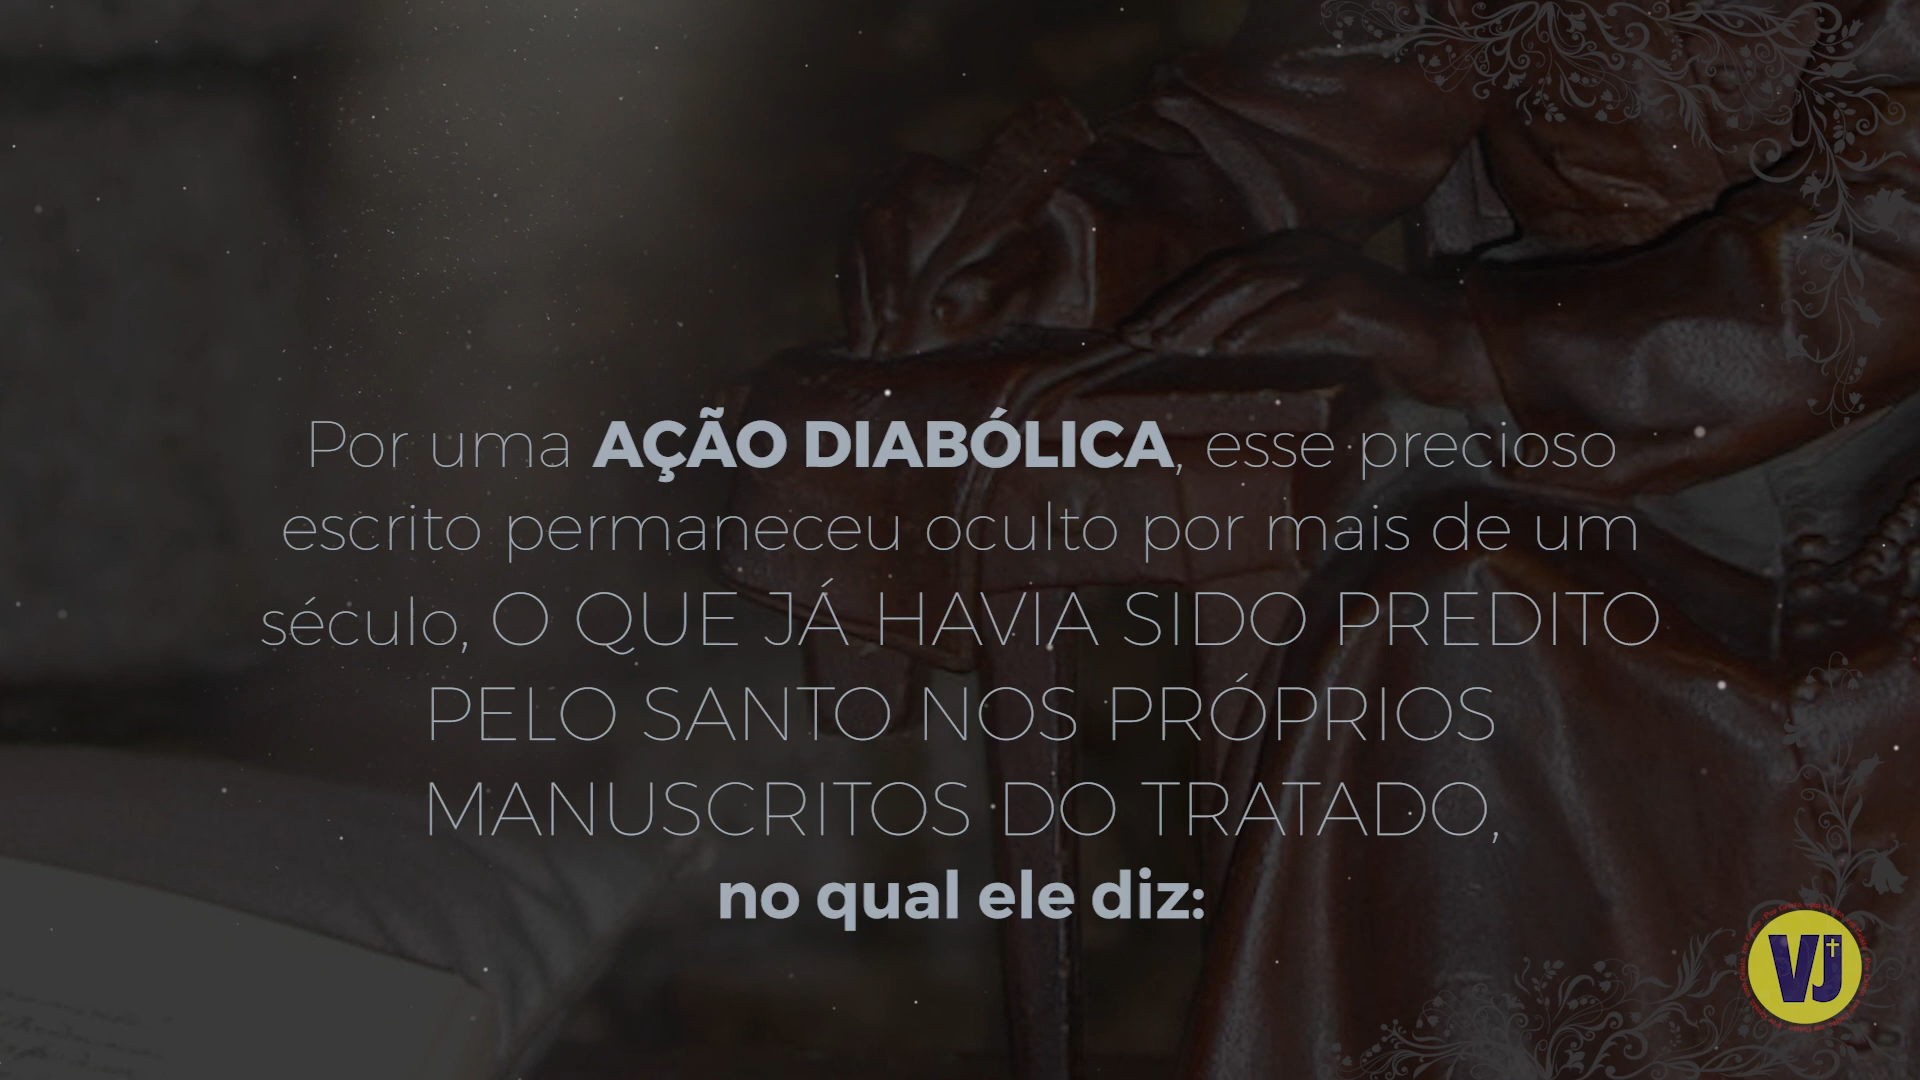 Por uma AÇÃO DIABÓLICA, esse precioso
escrito permaneceu oculto por mais de um
século, O QUE JÁ HAVIA SIDO PREDITO
PELO SANTO NOS PRÓPRIOS
MANUSCRITOS DO TRATADO,
no qual ele diz:
VJ